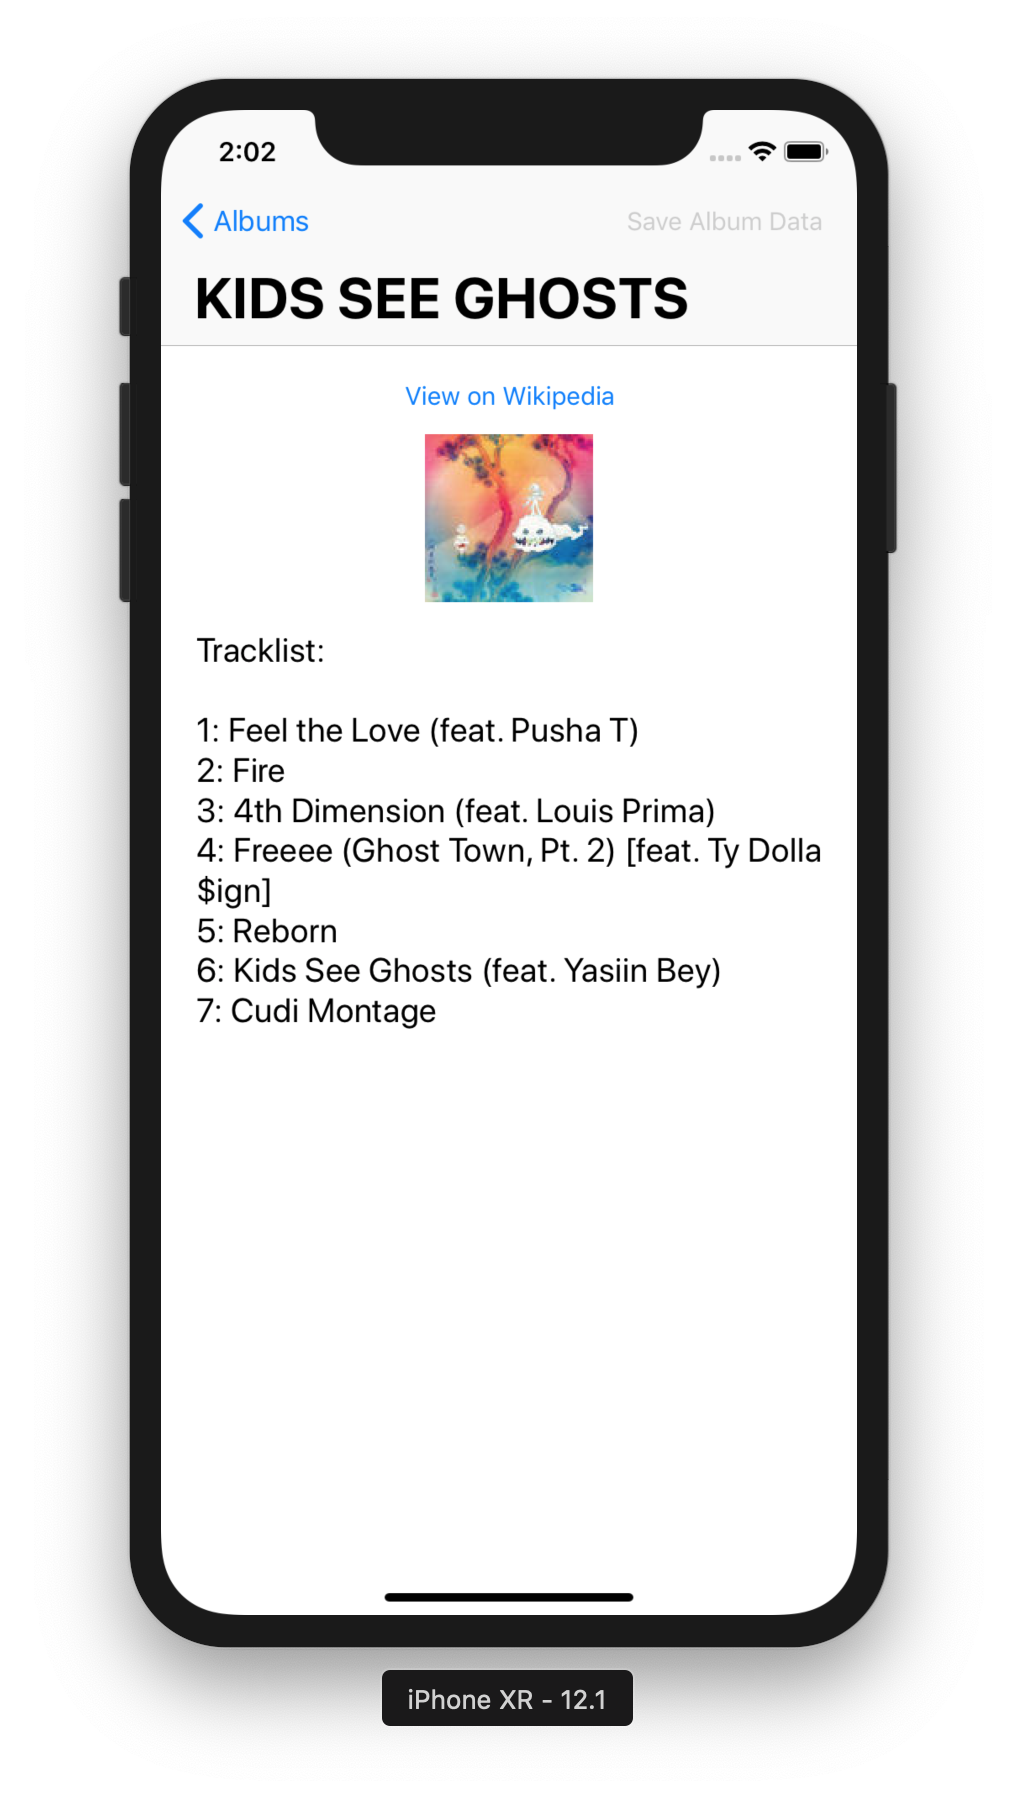 2:02
Albums
Save Album Data
KIDS SEE GHOSTS
View on Wikipedia
Tracklist:
1: Feel the Love (feat. Pusha T)
2: Fire
3: 4th Dimension (feat. Louis Prima)
4: Freeee (Ghost Town, Pt. 2) [feat. Ty Dolla
$ign]
5: Reborn
6: Kids See Ghosts (feat. Yasiin Bey)
7: Cudi Montage
iPhone XR - 12.1